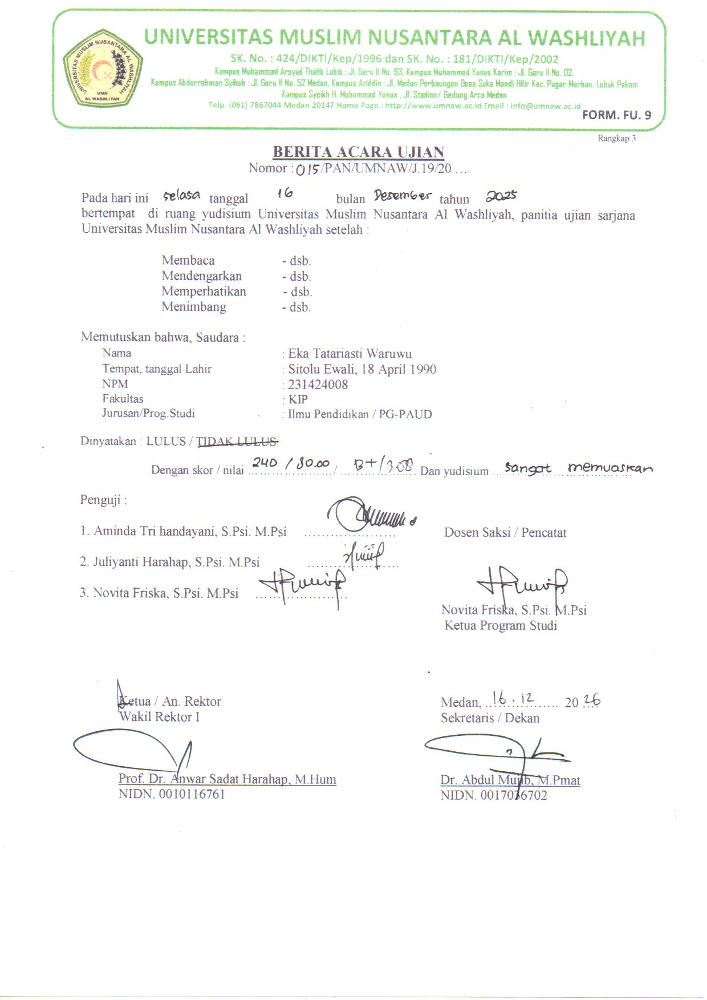 UNIVERSITAS MUSLIM NUSANTARA AL WASHLIYAH
SK. No. : 424/DIKTI/Kep/1996 dan SK. No. : 181/DIKTI/Kep/2002
Kampus Muhammad Arsyad Thalib Lubis : Jl. Garu II No. 93, Kampus Muhammad Yunus Karim : Jl. Garu II No. 02,
Kampus Abdurrahman Syihab : Jl. Garu II No. 52 Medan, Kampus Aziddin : Jl. Medan Perbaungan Desa Suka Mandi Hilir Kec. Pagar Merbau, Lubuk Pakam
Kampus Syeikh H. Muhammad Yunus , Jl. Stadion/ Gedung Arca Medan
Telp. (061) 7867044 Medan 20147 Home Page : http://www.umnaw.ac.id Email : info@umnaw.ac.id
FORM. FU. 9
UNIVERSITAS MUSLIM NUSANTARA AL WASHLIYAH
UMN
AL WASHLIYAH
Rangkap 3
BERITA ACARA UJIAN
Nomor : 015/PAN/UMNAW/J.19/20 ...
Pada hari ini selasa tanggal 16 bulan Desember tahun 2025
bertempat di ruang yudisium Universitas Muslim Nusantara Al Washliyah, panitia ujian sarjana
Universitas Muslim Nusantara Al Washliyah setelah :
Membaca - dsb.
Mendengarkan - dsb.
Memperhatikan - dsb.
Menimbang - dsb.
Memutuskan bahwa, Saudara :
Nama : Eka Tatariasti Waruwu
Tempat, tanggal Lahir : Sitolu Ewali, 18 April 1990
NPM : 231424008
Fakultas : KIP
Jurusan/Prog.Studi : Ilmu Pendidikan / PG-PAUD
Dinyatakan : LULUS / TIDAK LULUS
Dengan skor / nilai 240 / 80.00 / B+/3.08 Dan yudisium sangat memuaskan
Penguji :
1. Aminda Tri handayani, S.Psi. M.Psi
Dosen Saksi / Pencatat
2. Juliyanti Harahap, S.Psi. M.Psi
3. Novita Friska, S.Psi. M.Psi
Novita Friska, S.Psi. M.Psi
Ketua Program Studi
Ketua / An. Rektor
Wakil Rektor I
Medan, 16.12 20 26
Sekretaris / Dekan
Prof. Dr. Anwar Sadat Harahap, M.Hum
NIDN. 0010116761
Dr. Abdul Mujib, M.Pmat
NIDN. 0017036702